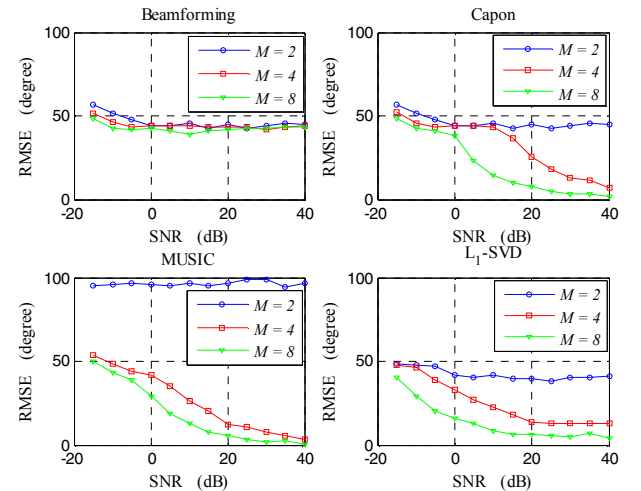 Beamforming
100
50
0
RMSE (degree)
-20 0 20 40
SNR (dB)
M = 2
M = 4
M = 8
Capon
100
50
0
RMSE (degree)
-20 0 20 40
SNR (dB)
M = 2
M = 4
M = 8
MUSIC
100
50
0
RMSE (degree)
-20 0 20 40
SNR (dB)
M = 2
M = 4
M = 8
L₁-SVD
100
50
0
RMSE (degree)
-20 0 20 40
SNR (dB)
M = 2
M = 4
M = 8